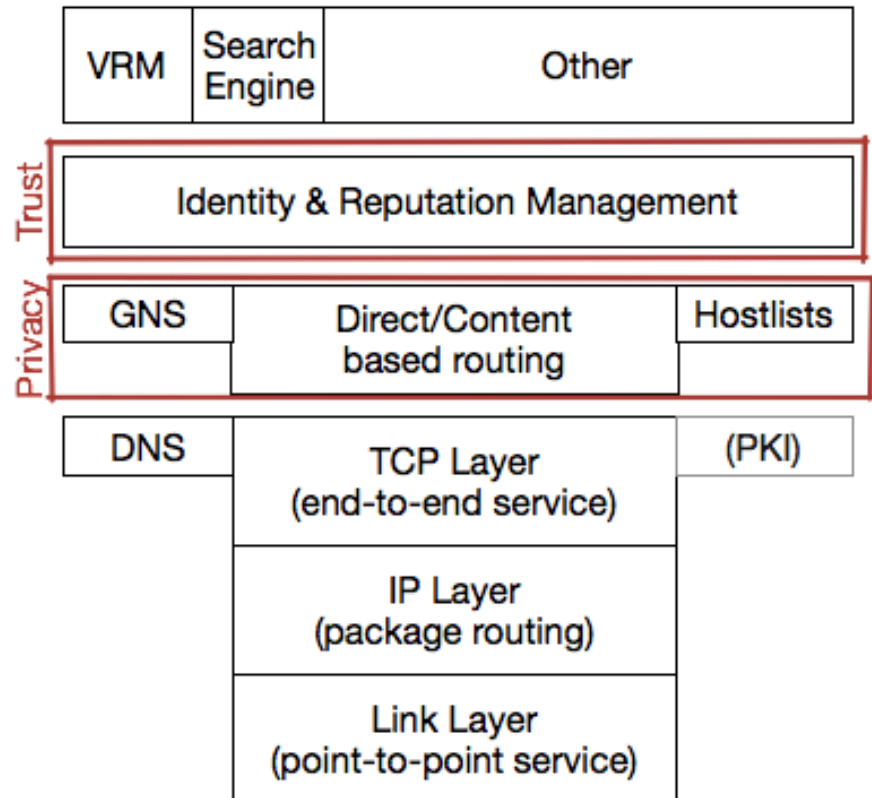 VRM
Search
Engine
Other
Trust
Identity & Reputation Management
Privacy
GNS
Direct/Content
based routing
Hostlists
DNS
TCP Layer
(end-to-end service)
(PKI)
IP Layer
(package routing)
Link Layer
(point-to-point service)